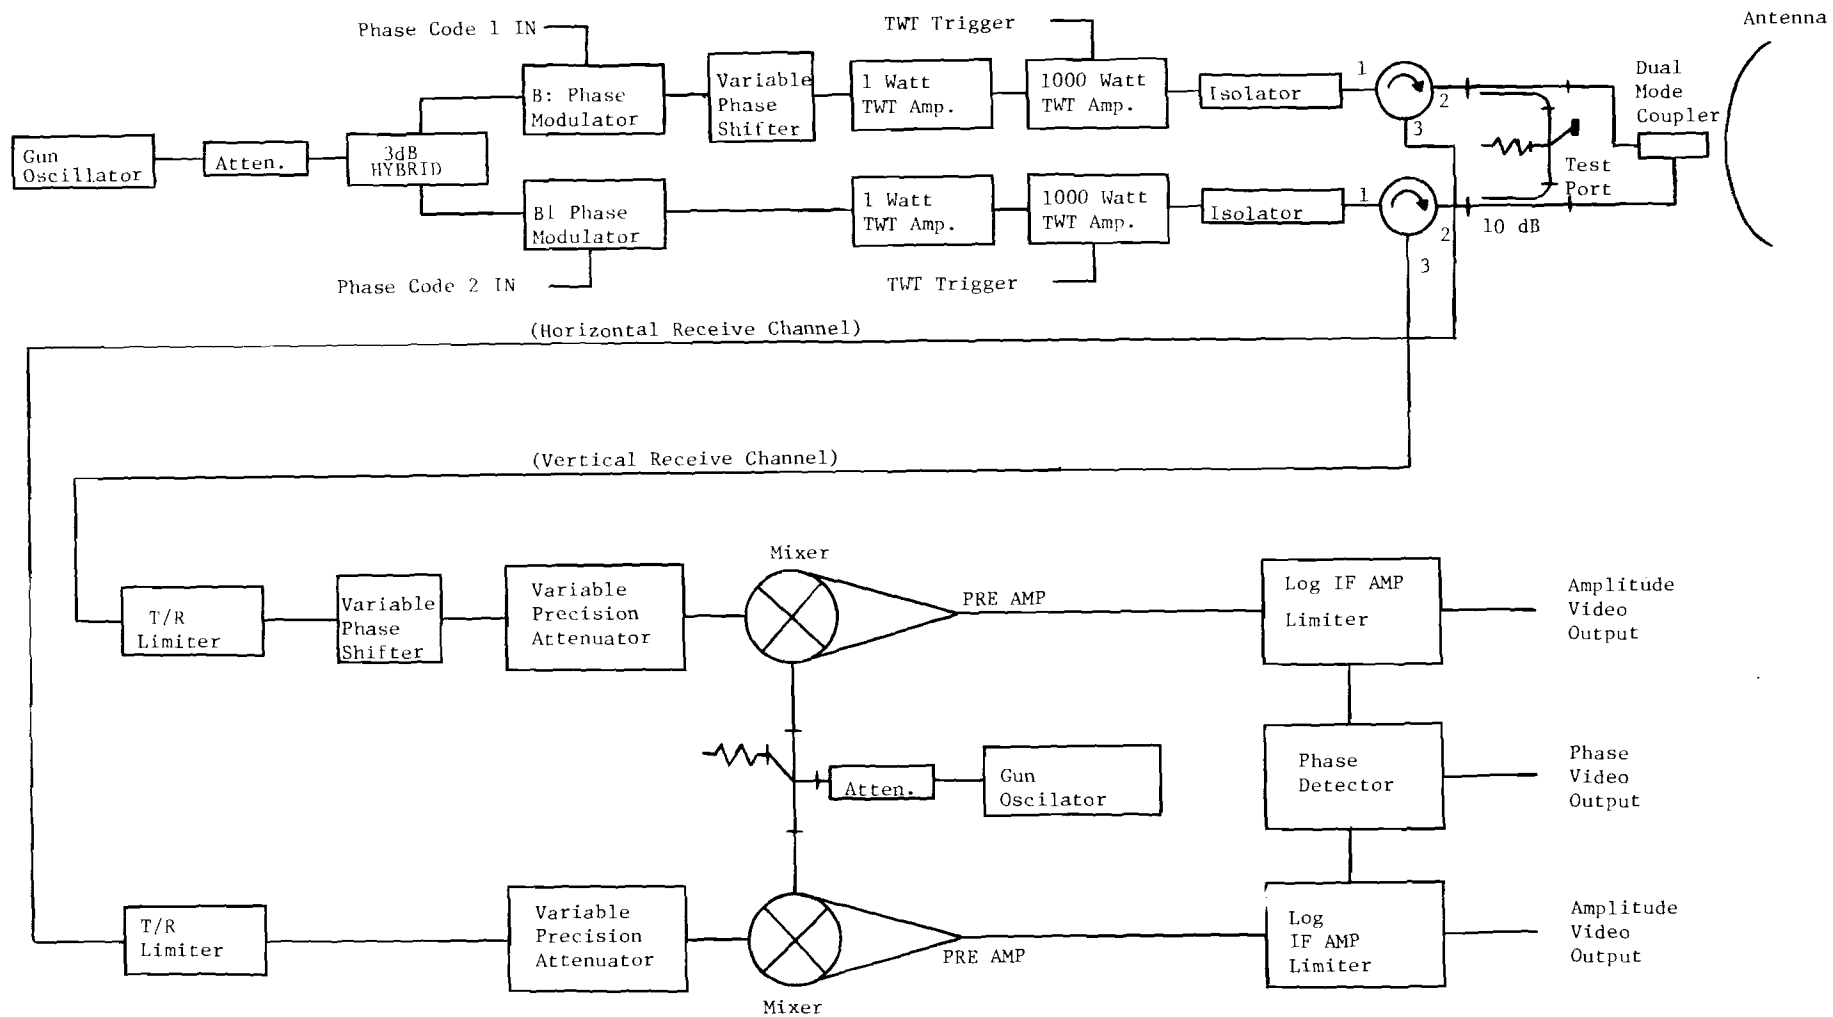 Phase Code 1 IN
TWT Trigger
Antenna
B: Phase
Modulator
Variable
Phase
Shifter
1 Watt
TWT Amp.
1000 Watt
TWT Amp.
Isolator
1
2
3
Dual
Mode
Coupler
Gun
Oscillator
Atten.
3dB
HYBRID
Test
Port
B1 Phase
Modulator
1 Watt
TWT Amp.
1000 Watt
TWT Amp.
Isolator
1
2
3
10 dB
Phase Code 2 IN
TWT Trigger
(Horizontal Receive Channel)
(Vertical Receive Channel)
T/R
Limiter
Variable
Phase
Shifter
Variable
Precision
Attenuator
Mixer
PRE AMP
Log IF AMP
Limiter
Amplitude
Video
Output
Atten.
Gun
Oscilator
Phase
Detector
Phase
Video
Output
T/R
Limiter
Variable
Precision
Attenuator
Mixer
PRE AMP
Log
IF AMP
Limiter
Amplitude
Video
Output